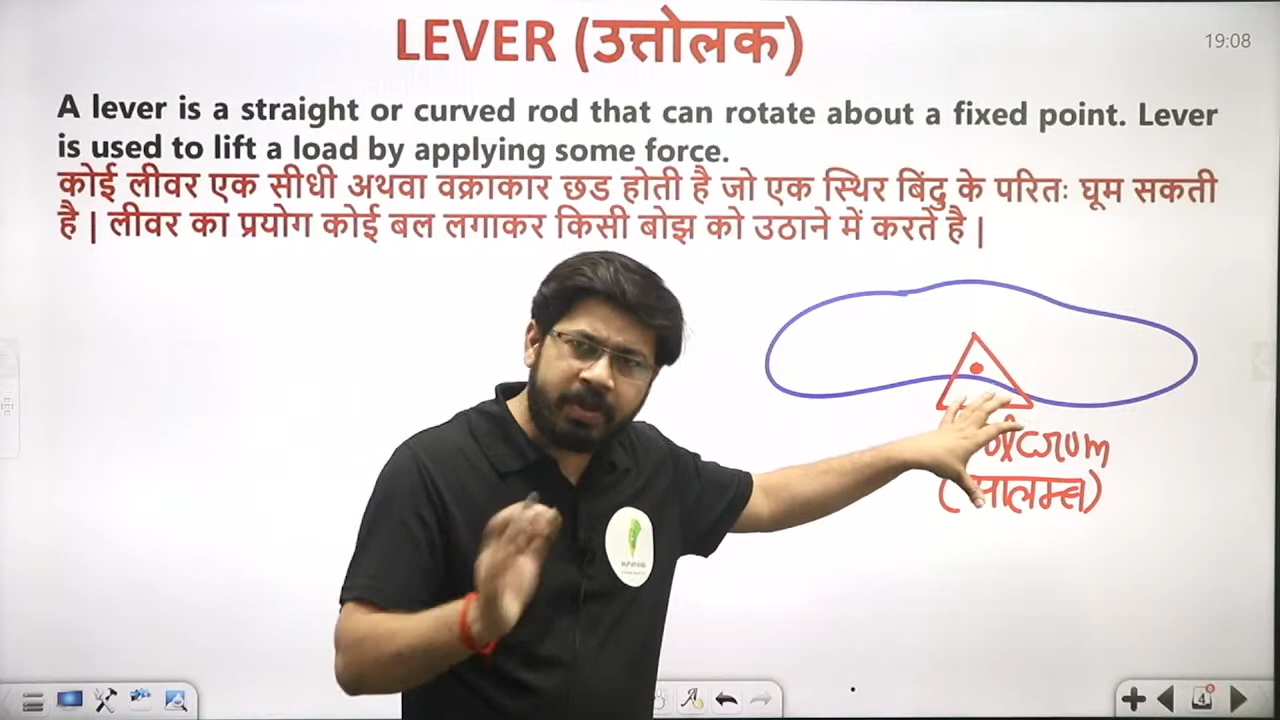 LEVER (उत्तोलक)
19:08
A lever is a straight or curved rod that can rotate about a fixed point. Lever
is used to lift a load by applying some force.
कोई लीवर एक सीधी अथवा वक्राकार छड होती है जो एक स्थिर बिंदु के परितः घूम सकती
है | लीवर का प्रयोग कोई बल लगाकर किसी बोझ को उठाने में करते है |
4